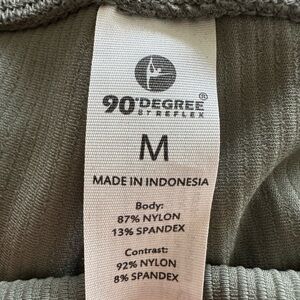 90°DEGREE®
BY REFLEX
M
MADE IN INDONESIA
Body:
87% NYLON
13% SPANDEX
Contrast:
92% NYLON
8% SPANDEX